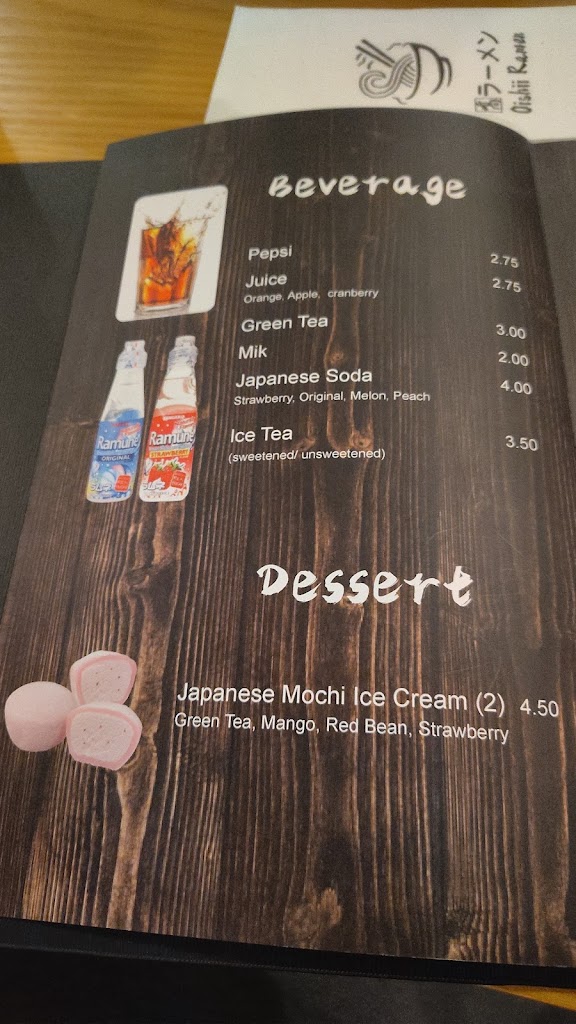 ラーメン
Oishii Ramen
Beverage
Pepsi 2.75
Juice 2.75
Orange, Apple, cranberry
Green Tea 3.00
Mik 2.00
Japanese Soda 4.00
Strawberry, Original, Melon, Peach
Ice Tea 3.50
(sweetened/ unsweetened)
Ramune Ramune
ORIGINAL STRAWBERRY
Dessert
Japanese Mochi Ice Cream (2) 4.50
Green Tea, Mango, Red Bean, Strawberry